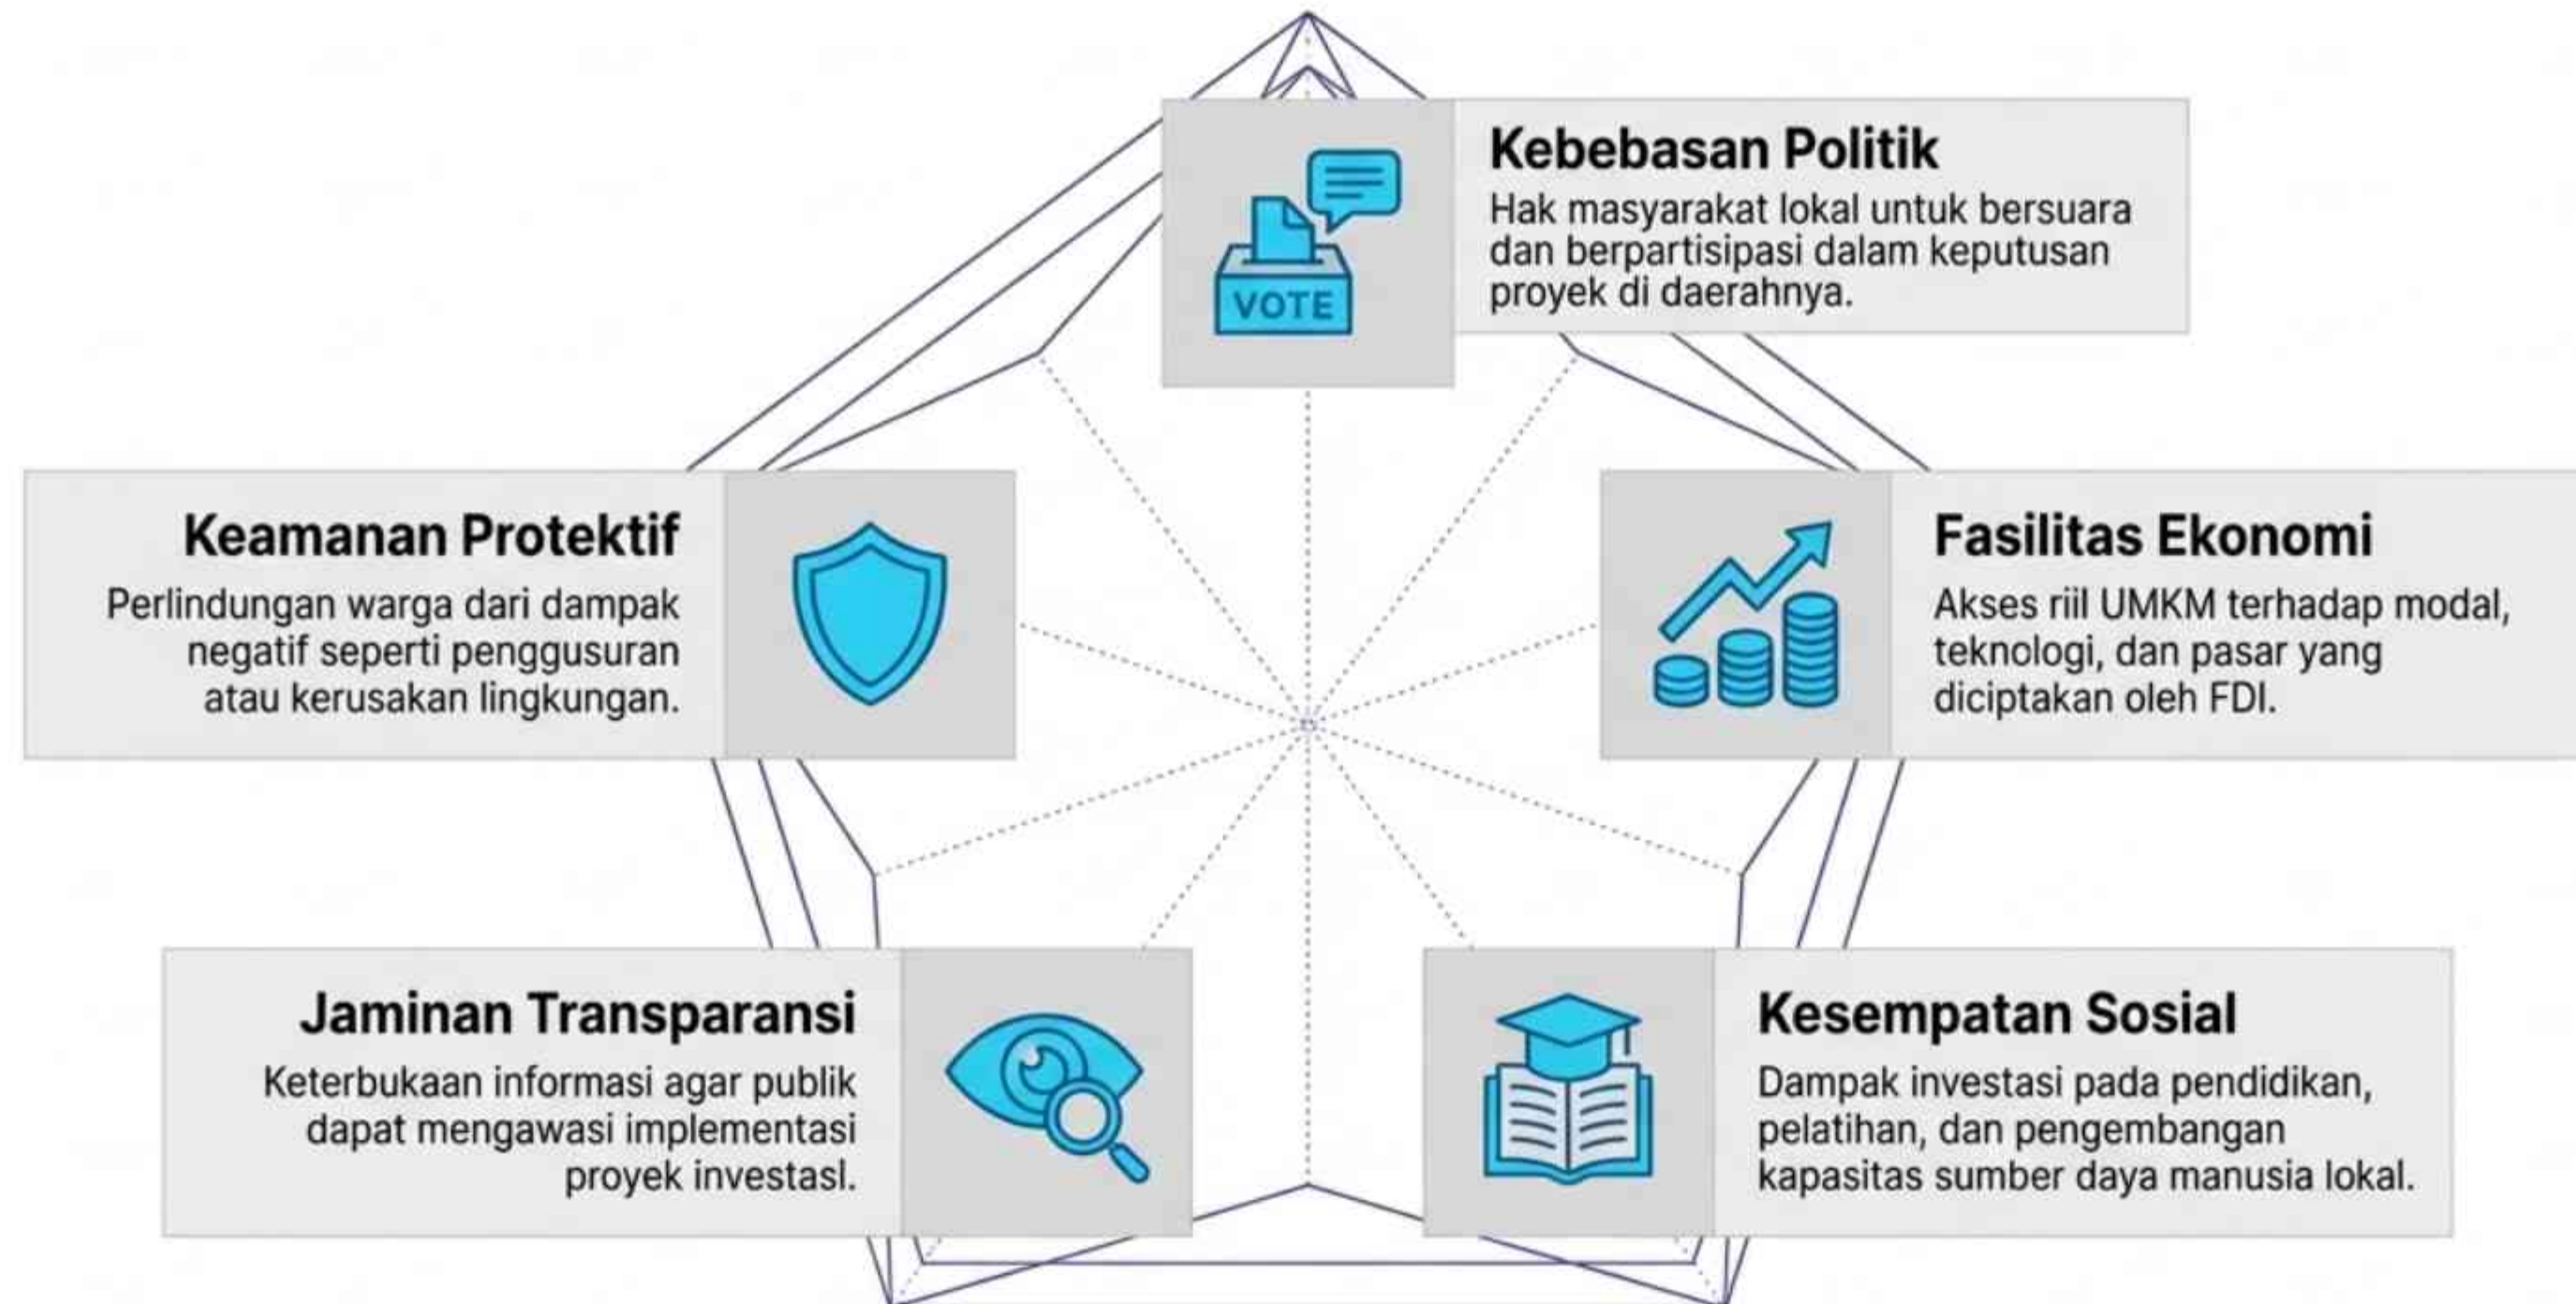 VOTE
Kebebasan Politik
Hak masyarakat lokal untuk bersuara
dan berpartisipasi dalam keputusan
proyek di daerahnya.
Keamanan Protektif
Perlindungan warga dari dampak
negatif seperti penggusuran
atau kerusakan lingkungan.
Fasilitas Ekonomi
Akses riil UMKM terhadap modal,
teknologi, dan pasar yang
diciptakan oleh FDI.
Jaminan Transparansi
Keterbukaan informasi agar publik
dapat mengawasi implementasi
proyek investasl.
Kesempatan Sosial
Dampak investasi pada pendidikan,
pelatihan, dan pengembangan
kapasitas sumber daya manusia lokal.